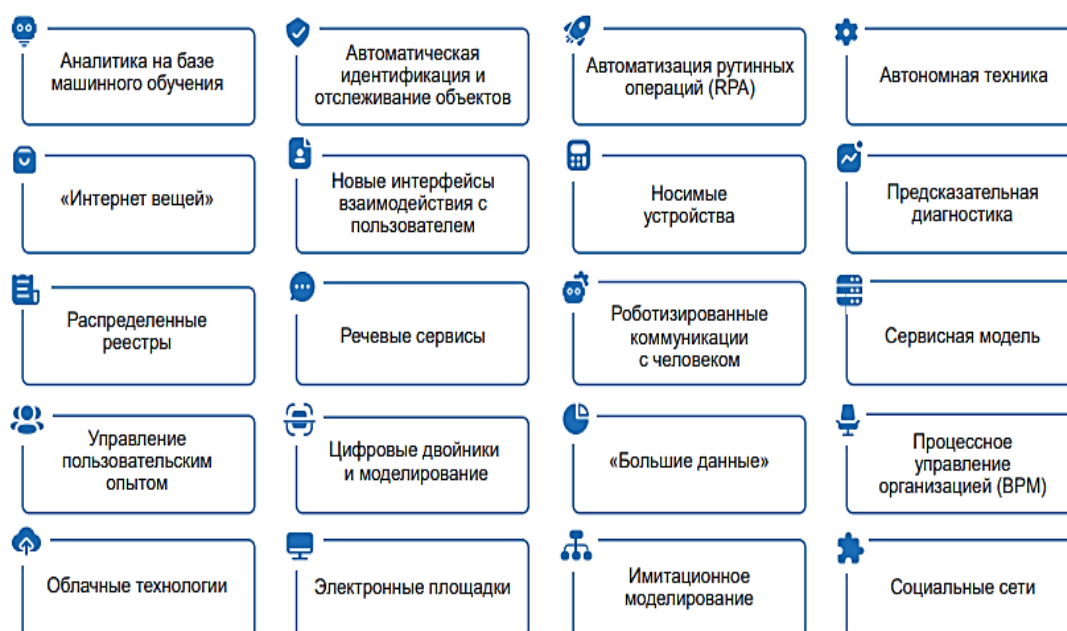 Аналитика на базе
машинного обучения
Автоматическая
идентификация и
отслеживание объектов
Автоматизация рутинных
операций (RPA)
Автономная техника
«Интернет вещей»
Новые интерфейсы
взаимодействия с
пользователем
Носимые
устройства
Предсказательная
диагностика
Распределенные
реестры
Речевые сервисы
Роботизированные
коммуникации
с человеком
Сервисная модель
Управление
пользовательским
опытом
Цифровые двойники
и моделирование
«Большие данные»
Процессное
управление
организацией (BPM)
Облачные технологии
Электронные площадки
Имитационное
моделирование
Социальные сети